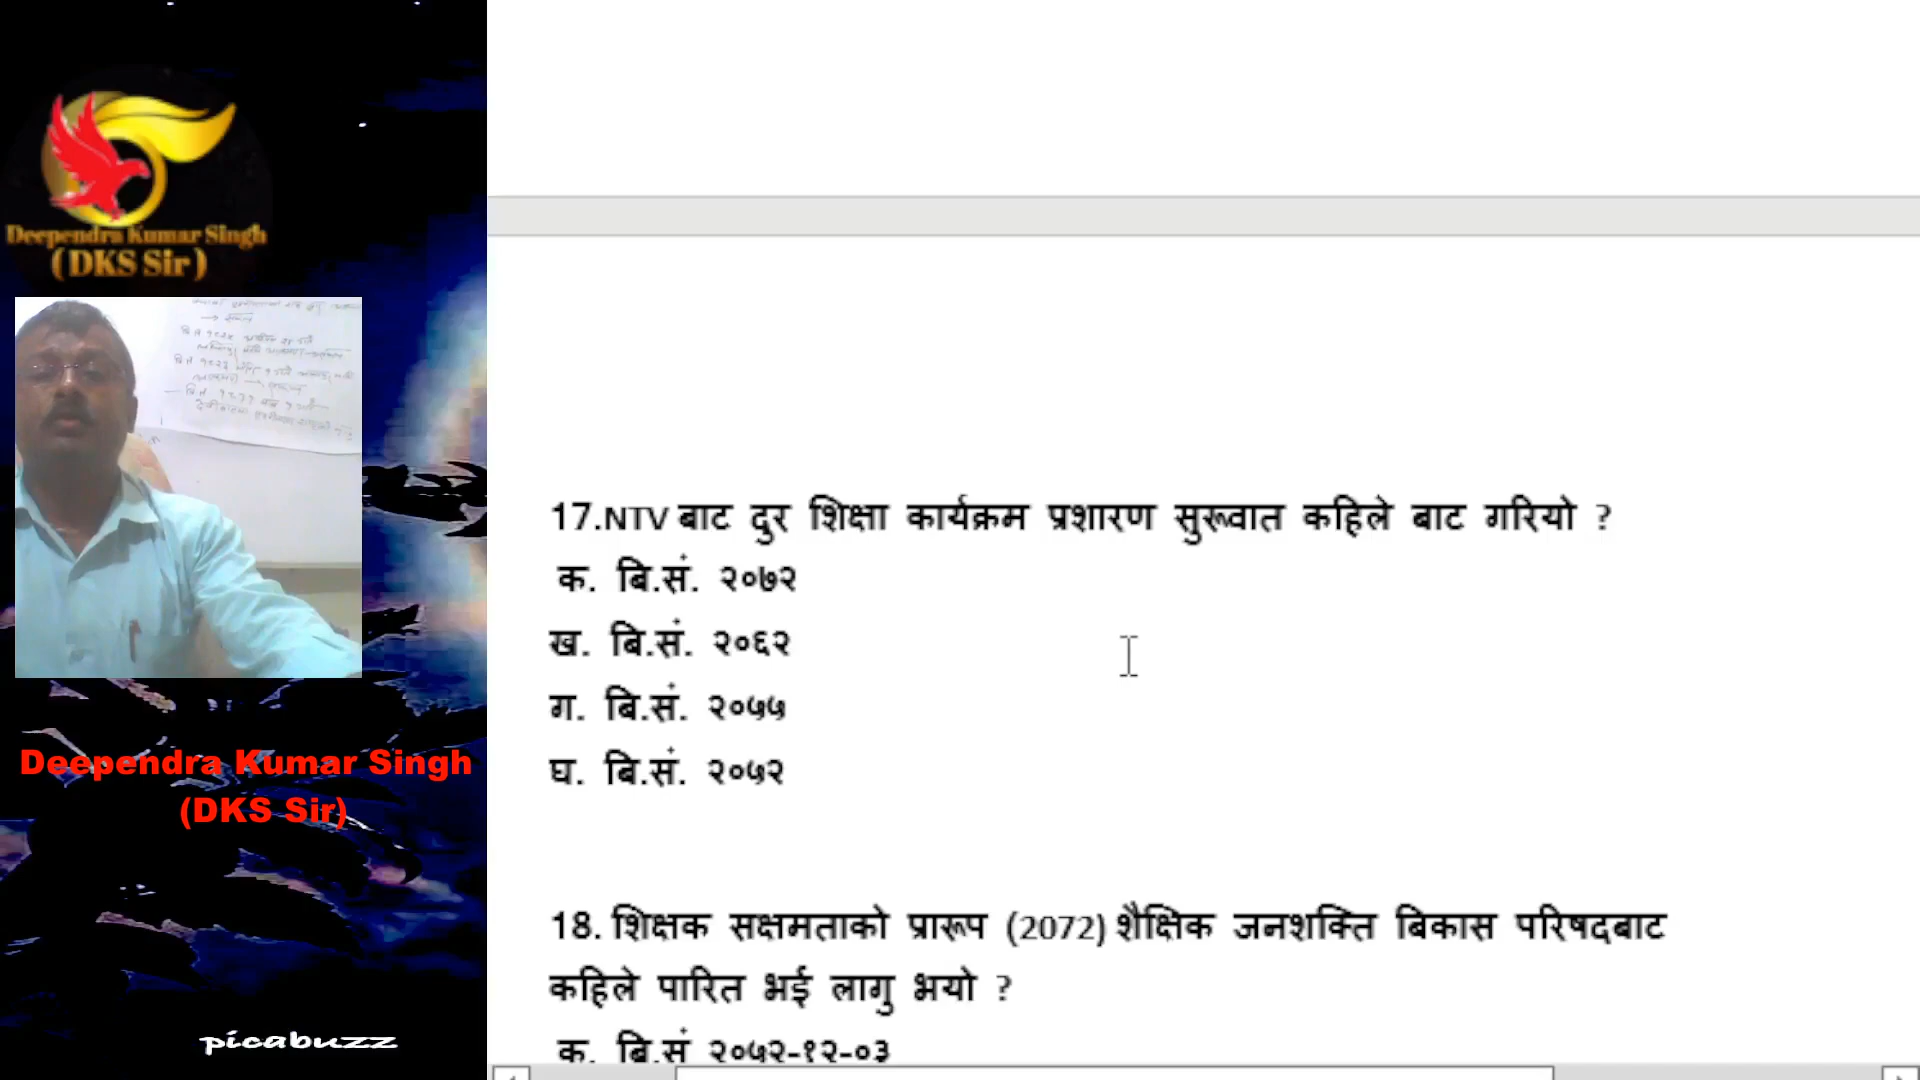 Deependra Kumar Singh
(DKS Sir)
Deependra Kumar Singh
(DKS Sir)
picabuzz
17.NTV बाट दुर शिक्षा कार्यक्रम प्रशारण सुरूवात कहिले बाट गरियो ?
क. बि.सं. २०७२
ख. बि.सं. २०६२
ग. बि.सं. २०५५
घ. बि.सं. २०५२
18. शिक्षक सक्षमताको प्रारूप (2072) शैक्षिक जनशक्ति बिकास परिषदबाट
कहिले पारित भई लागु भयो ?
क. बि.सं २०५२-१२-०३